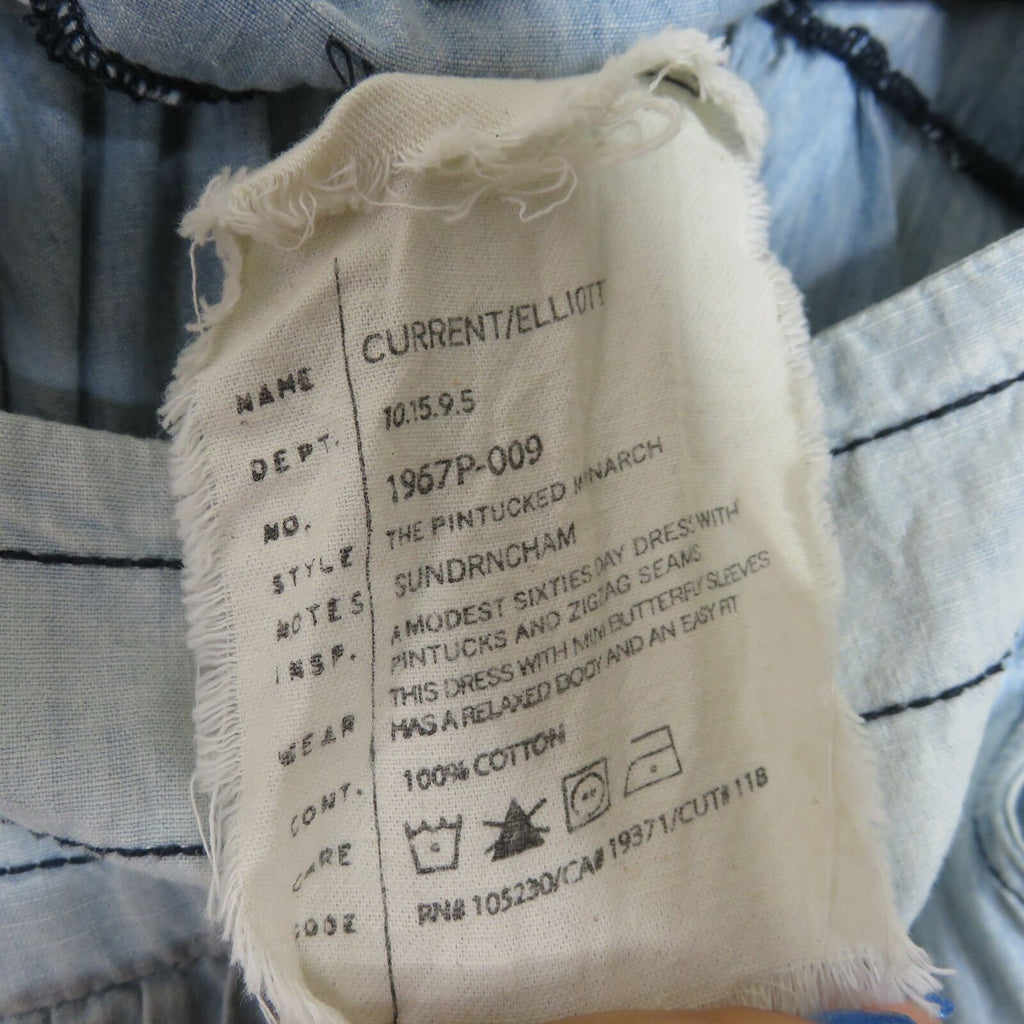 NAME CURRENT/ELLIOTT
DEPT. 10.15.9.5
NO. 1967P-009
STYLE THE PINTUCKED MONARCH
NOTES SUNDRNCHAM
INSP. A MODEST SIXTIES DAY DRESS WITH
PINTUCKS AND ZIGZAG SEAMS
WEAR THIS DRESS WITH MINI BUTTERFLY SLEEVES
HAS A RELAXED BODY AND AN EASY FIT
CONT. 100% COTTON
CARE
CODE RN# 105230/CA# 19371/CUT# 11B